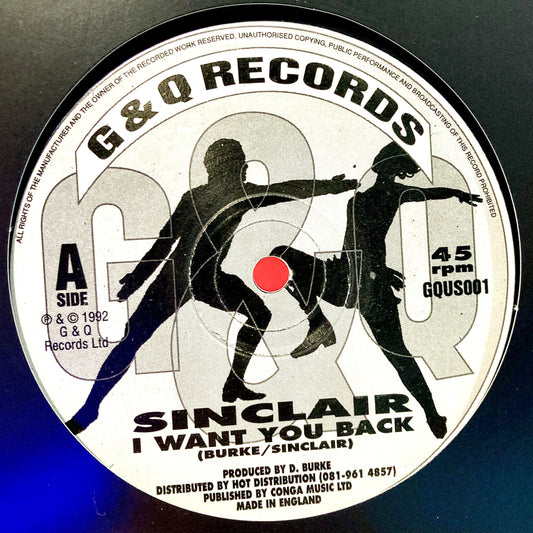 ALL RIGHTS OF THE MANUFACTURER AND THE OWNER OF THE RECORDED WORK RESERVED. UNAUTHORISED COPYING, PUBLIC PERFORMANCE AND BROADCASTING OF THIS RECORD PROHIBITED
G & Q RECORDS
G&Q
A
SIDE
℗ & © 1992
G & Q
Records Ltd
45
rpm
GQUS001
SINCLAIR
I WANT YOU BACK
(BURKE/SINCLAIR)
PRODUCED BY D. BURKE
DISTRIBUTED BY HOT DISTRIBUTION (081-961 4857)
PUBLISHED BY CONGA MUSIC LTD
MADE IN ENGLAND